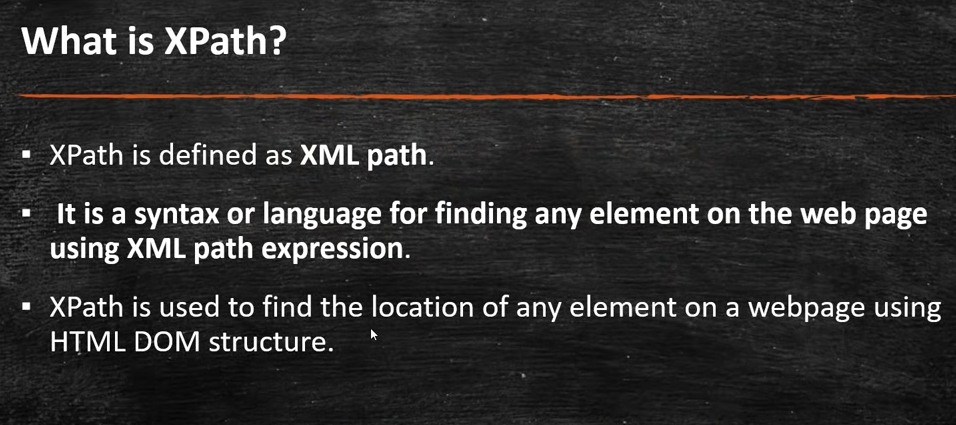 What is XPath?
▪ XPath is defined as XML path.
▪ It is a syntax or language for finding any element on the web page
using XML path expression.
▪ XPath is used to find the location of any element on a webpage using
HTML DOM structure.